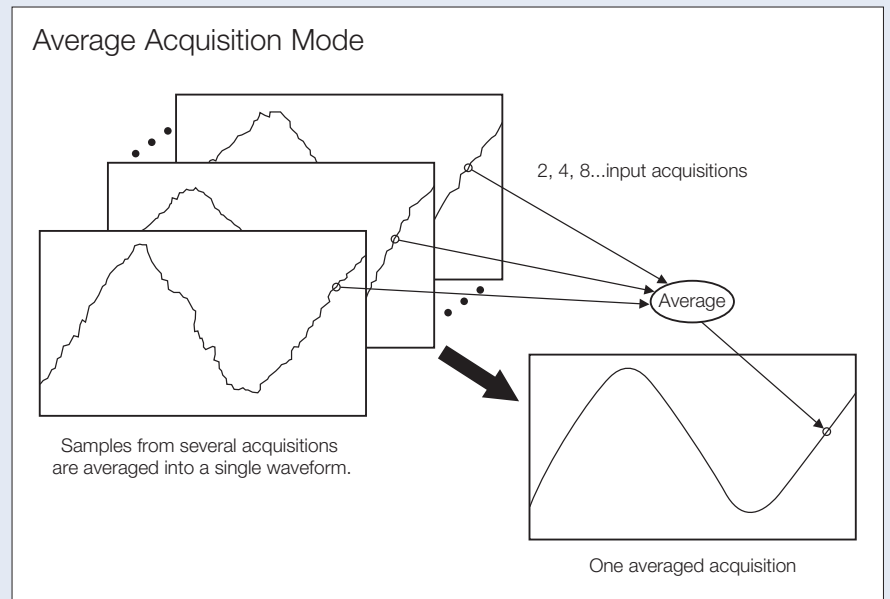 Average Acquisition Mode
2, 4, 8...input acquisitions
Average
Samples from several acquisitions
are averaged into a single waveform.
One averaged acquisition